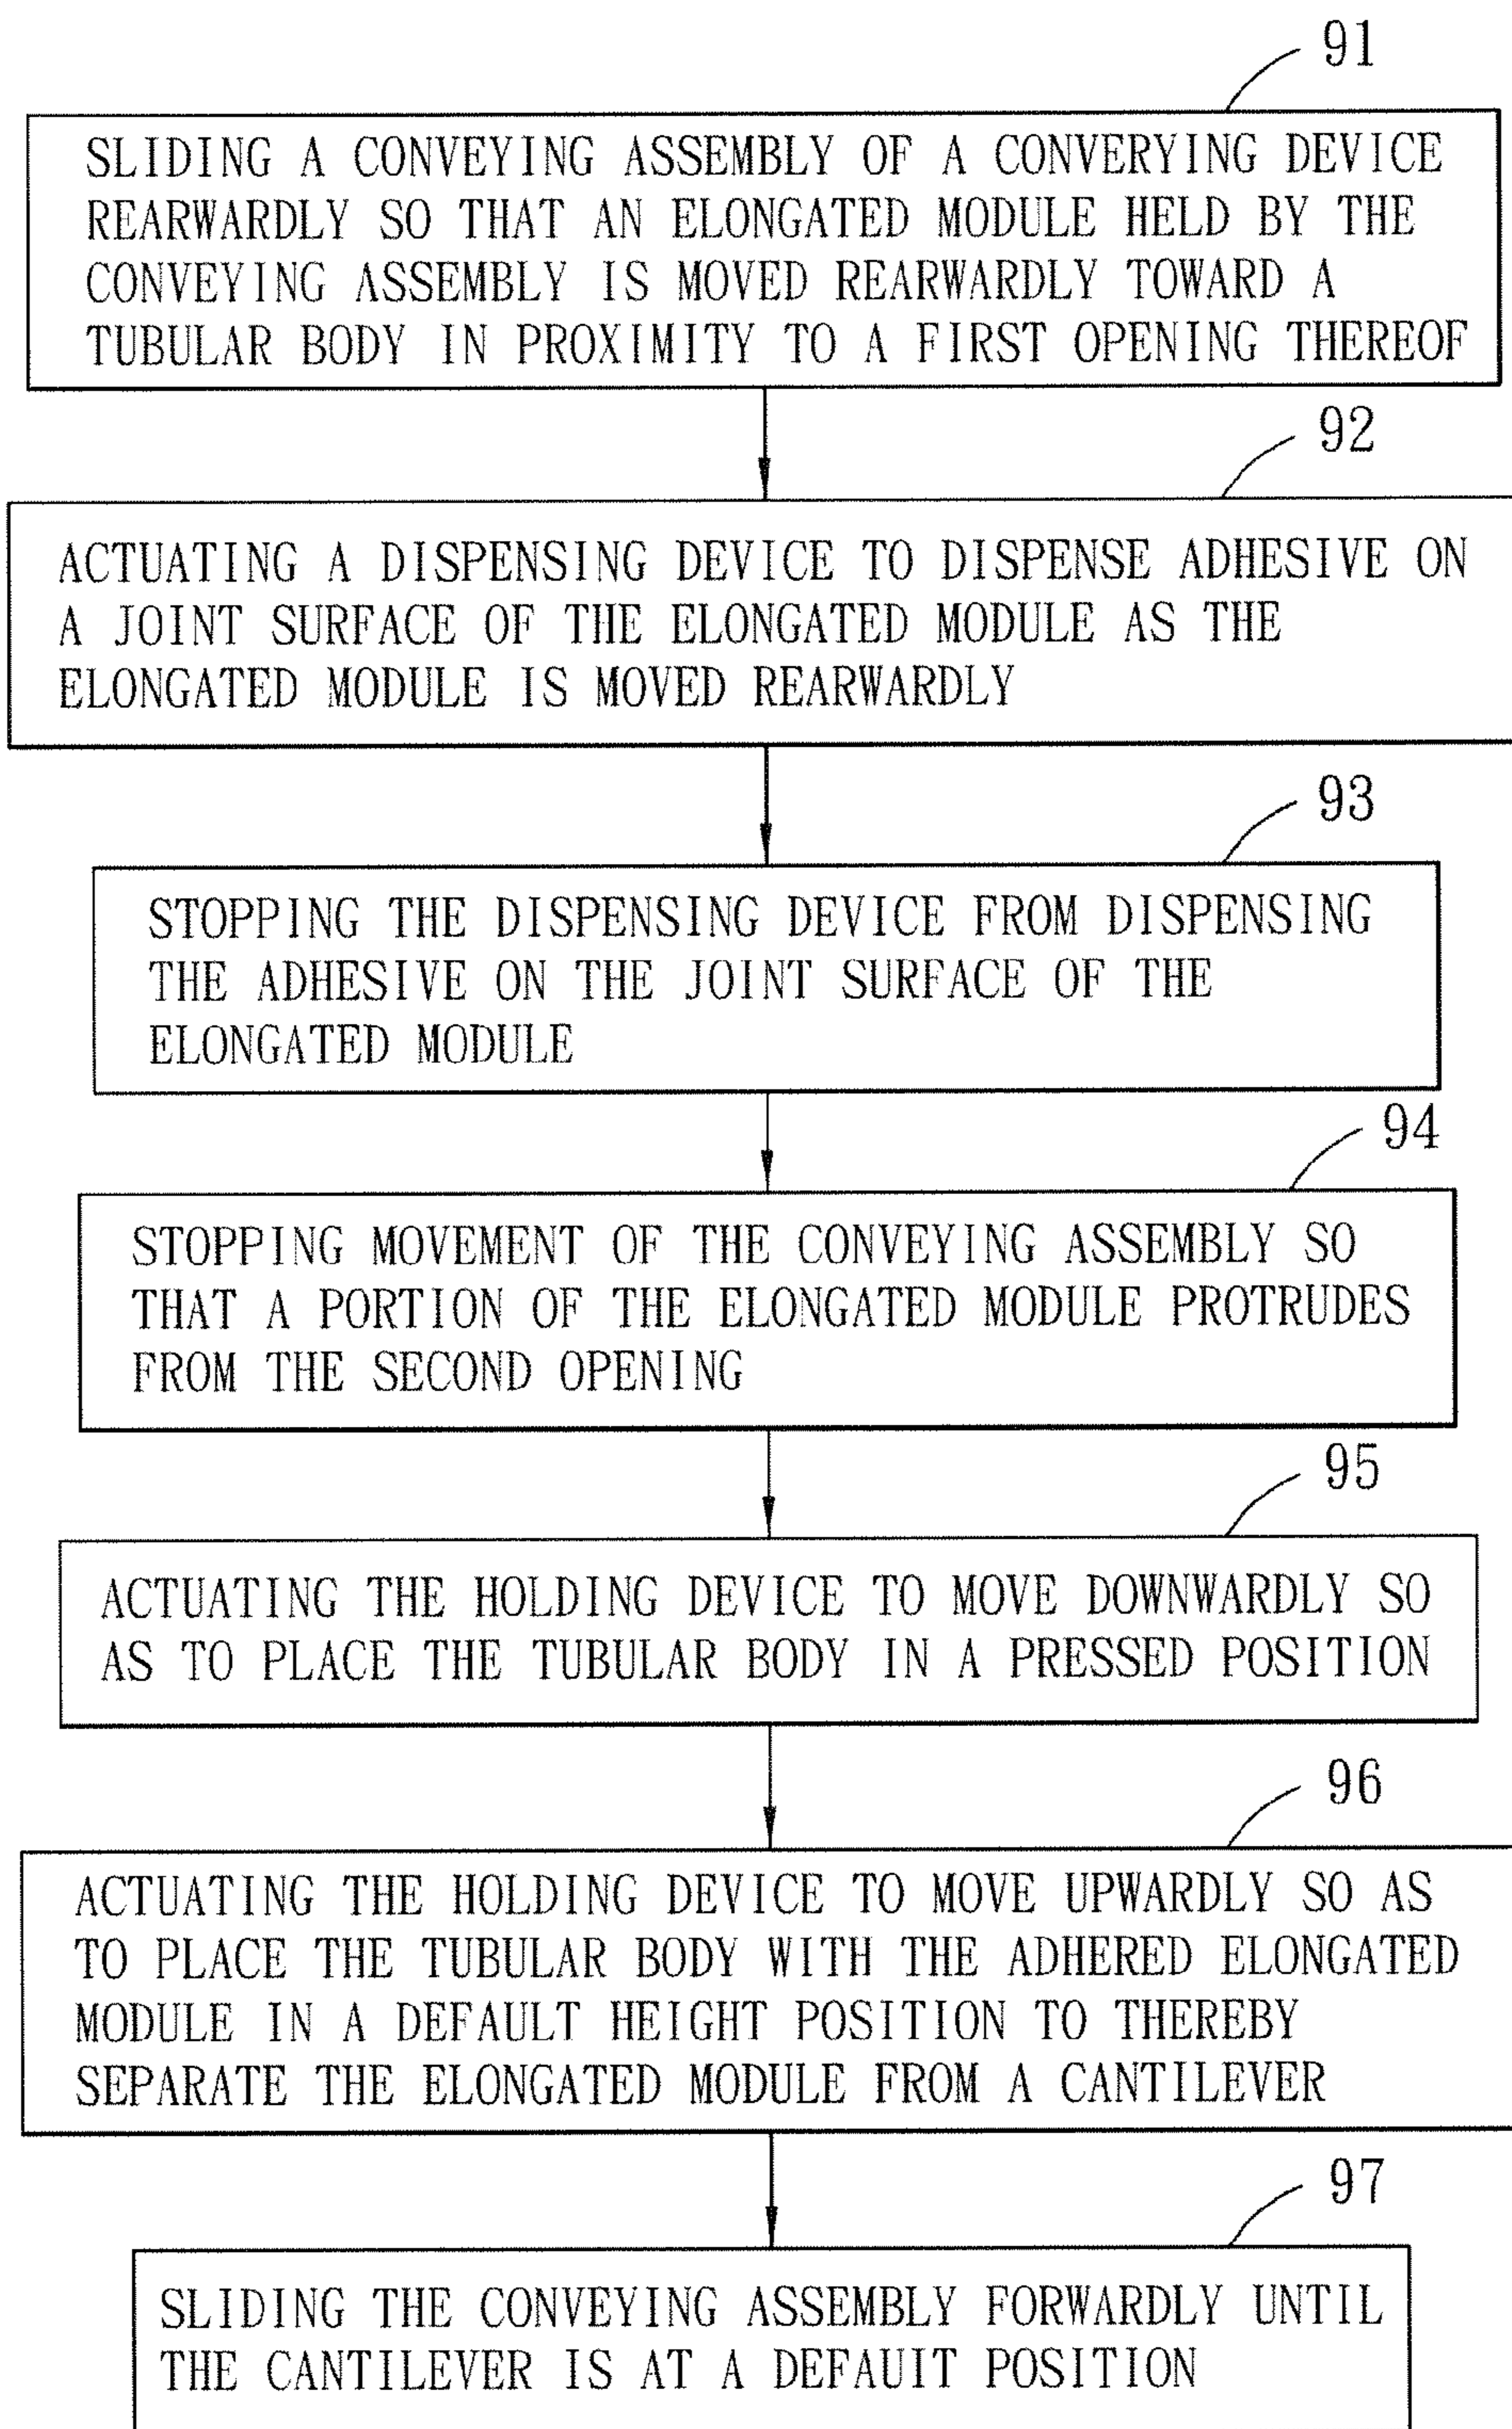 91
SLIDING A CONVEYING ASSEMBLY OF A CONVERYING DEVICE
REARWARDLY SO THAT AN ELONGATED MODULE HELD BY THE
CONVEYING ASSEMBLY IS MOVED REARWARDLY TOWARD A
TUBULAR BODY IN PROXIMITY TO A FIRST OPENING THEREOF
92
ACTUATING A DISPENSING DEVICE TO DISPENSE ADHESIVE ON
A JOINT SURFACE OF THE ELONGATED MODULE AS THE
ELONGATED MODULE IS MOVED REARWARDLY
93
STOPPING THE DISPENSING DEVICE FROM DISPENSING
THE ADHESIVE ON THE JOINT SURFACE OF THE
ELONGATED MODULE
94
STOPPING MOVEMENT OF THE CONVEYING ASSEMBLY SO
THAT A PORTION OF THE ELONGATED MODULE PROTRUDES
FROM THE SECOND OPENING
95
ACTUATING THE HOLDING DEVICE TO MOVE DOWNWARDLY SO
AS TO PLACE THE TUBULAR BODY IN A PRESSED POSITION
96
ACTUATING THE HOLDING DEVICE TO MOVE UPWARDLY SO AS
TO PLACE THE TUBULAR BODY WITH THE ADHERED ELONGATED
MODULE IN A DEFAULT HEIGHT POSITION TO THEREBY
SEPARATE THE ELONGATED MODULE FROM A CANTILEVER
97
SLIDING THE CONVEYING ASSEMBLY FORWARDLY UNTIL
THE CANTILEVER IS AT A DEFAUIT POSITION